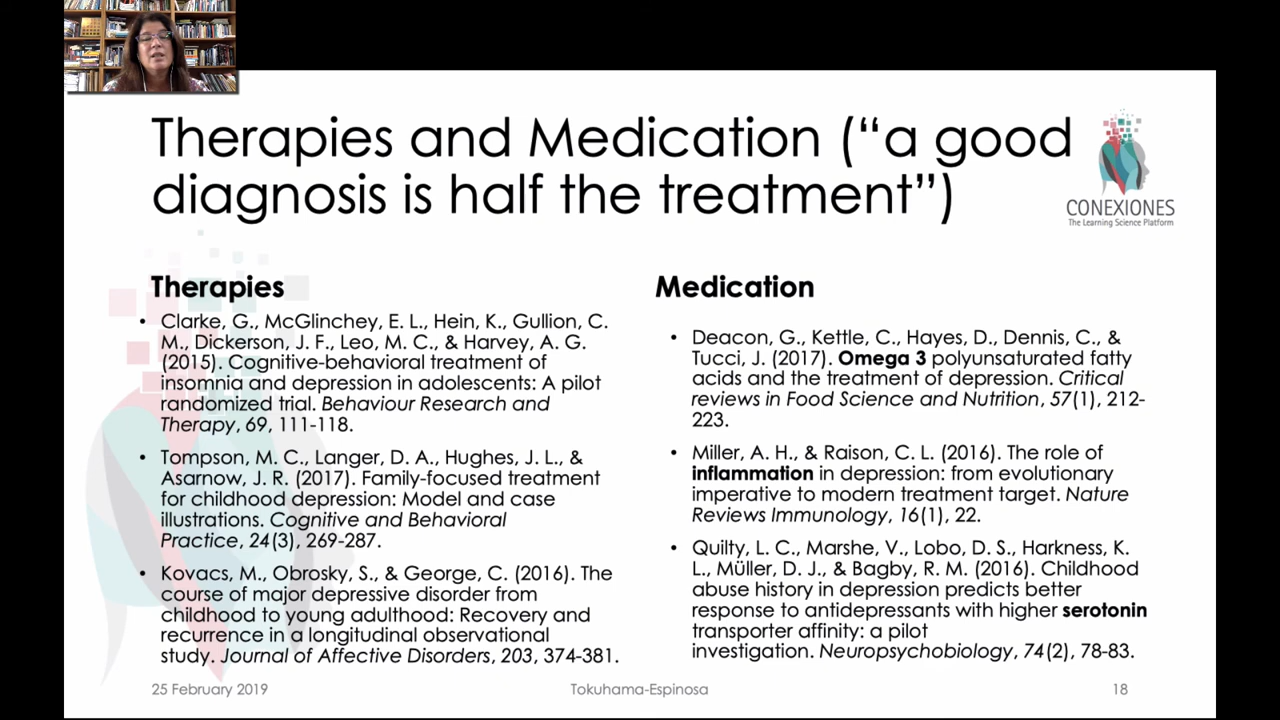 Therapies and Medication (“a good
diagnosis is half the treatment”)
CONEXIONES
The Learning Science Platform
Therapies
• Clarke, G., McGlinchey, E. L., Hein, K., Gullion, C.
M., Dickerson, J. F., Leo, M. C., & Harvey, A. G.
(2015). Cognitive-behavioral treatment of
insomnia and depression in adolescents: A pilot
randomized trial. Behaviour Research and
Therapy, 69, 111-118.
• Tompson, M. C., Langer, D. A., Hughes, J. L., &
Asarnow, J. R. (2017). Family-focused treatment
for childhood depression: Model and case
illustrations. Cognitive and Behavioral
Practice, 24(3), 269-287.
• Kovacs, M., Obrosky, S., & George, C. (2016). The
course of major depressive disorder from
childhood to young adulthood: Recovery and
recurrence in a longitudinal observational
study. Journal of Affective Disorders, 203, 374-381.
Medication
• Deacon, G., Kettle, C., Hayes, D., Dennis, C., &
Tucci, J. (2017). Omega 3 polyunsaturated fatty
acids and the treatment of depression. Critical
reviews in Food Science and Nutrition, 57(1), 212-
223.
• Miller, A. H., & Raison, C. L. (2016). The role of
inflammation in depression: from evolutionary
imperative to modern treatment target. Nature
Reviews Immunology, 16(1), 22.
• Quilty, L. C., Marshe, V., Lobo, D. S., Harkness, K.
L., Müller, D. J., & Bagby, R. M. (2016). Childhood
abuse history in depression predicts better
response to antidepressants with higher serotonin
transporter affinity: a pilot
investigation. Neuropsychobiology, 74(2), 78-83.
25 February 2019
Tokuhama-Espinosa
18